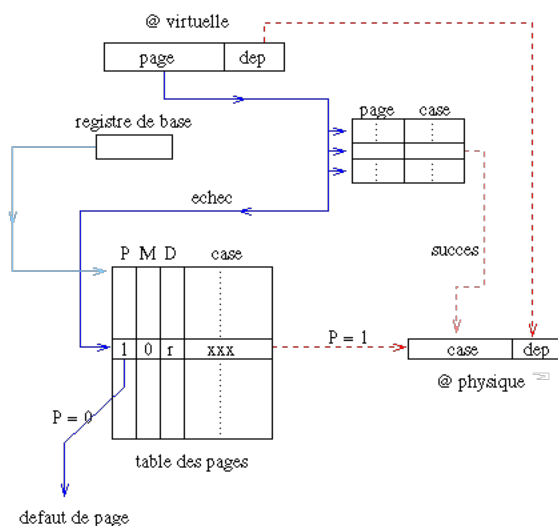 @ virtuelle
page dep
page case
registre de base
echec
P M D case
succes
1 0 r xxx
P = 1
case dep
@ physique
P = 0
table des pages
defaut de page